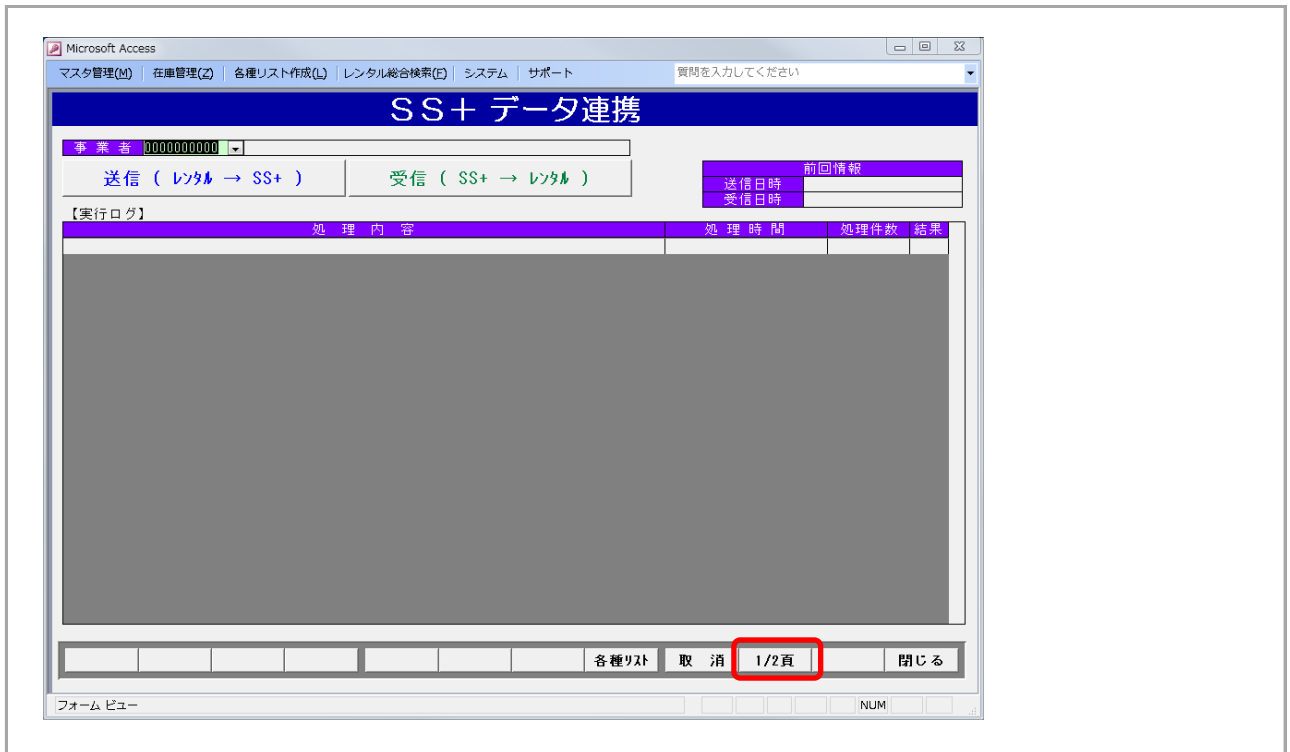 Microsoft Access
マスタ管理(M) 在庫管理(Z) 各種リスト作成(L) レンタル総合検索(F) システム サポート 質問を入力してください
SS+ データ連携
事業者 0000000000
送信 ( ﾚﾝﾀﾙ → SS+ ) 受信 ( SS+ → ﾚﾝﾀﾙ )
前回情報
送信日時
受信日時
【実行ログ】
処理内容 処理時間 処理件数 結果
各種ﾘｽﾄ 取消 1/2頁 閉じる
フォーム ビュー NUM